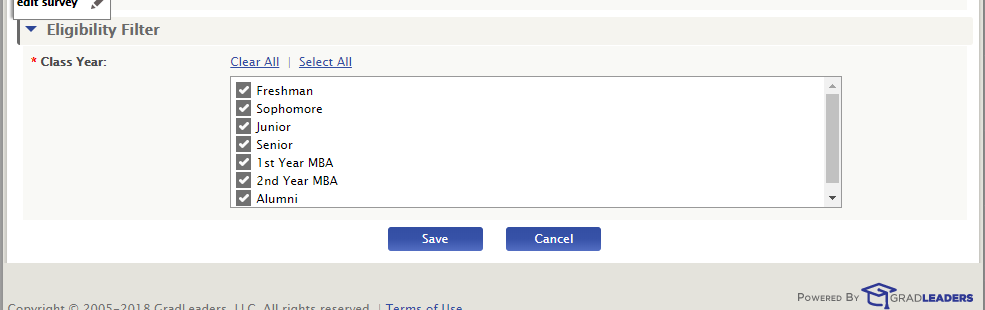 edit survey
Eligibility Filter
* Class Year:
Clear All | Select All
Freshman
Sophomore
Junior
Senior
1st Year MBA
2nd Year MBA
Alumni
Save Cancel
POWERED BY GRADLEADERS
Copyright © 2005-2018 GradLeaders, LLC. All rights reserved. | Terms of Use